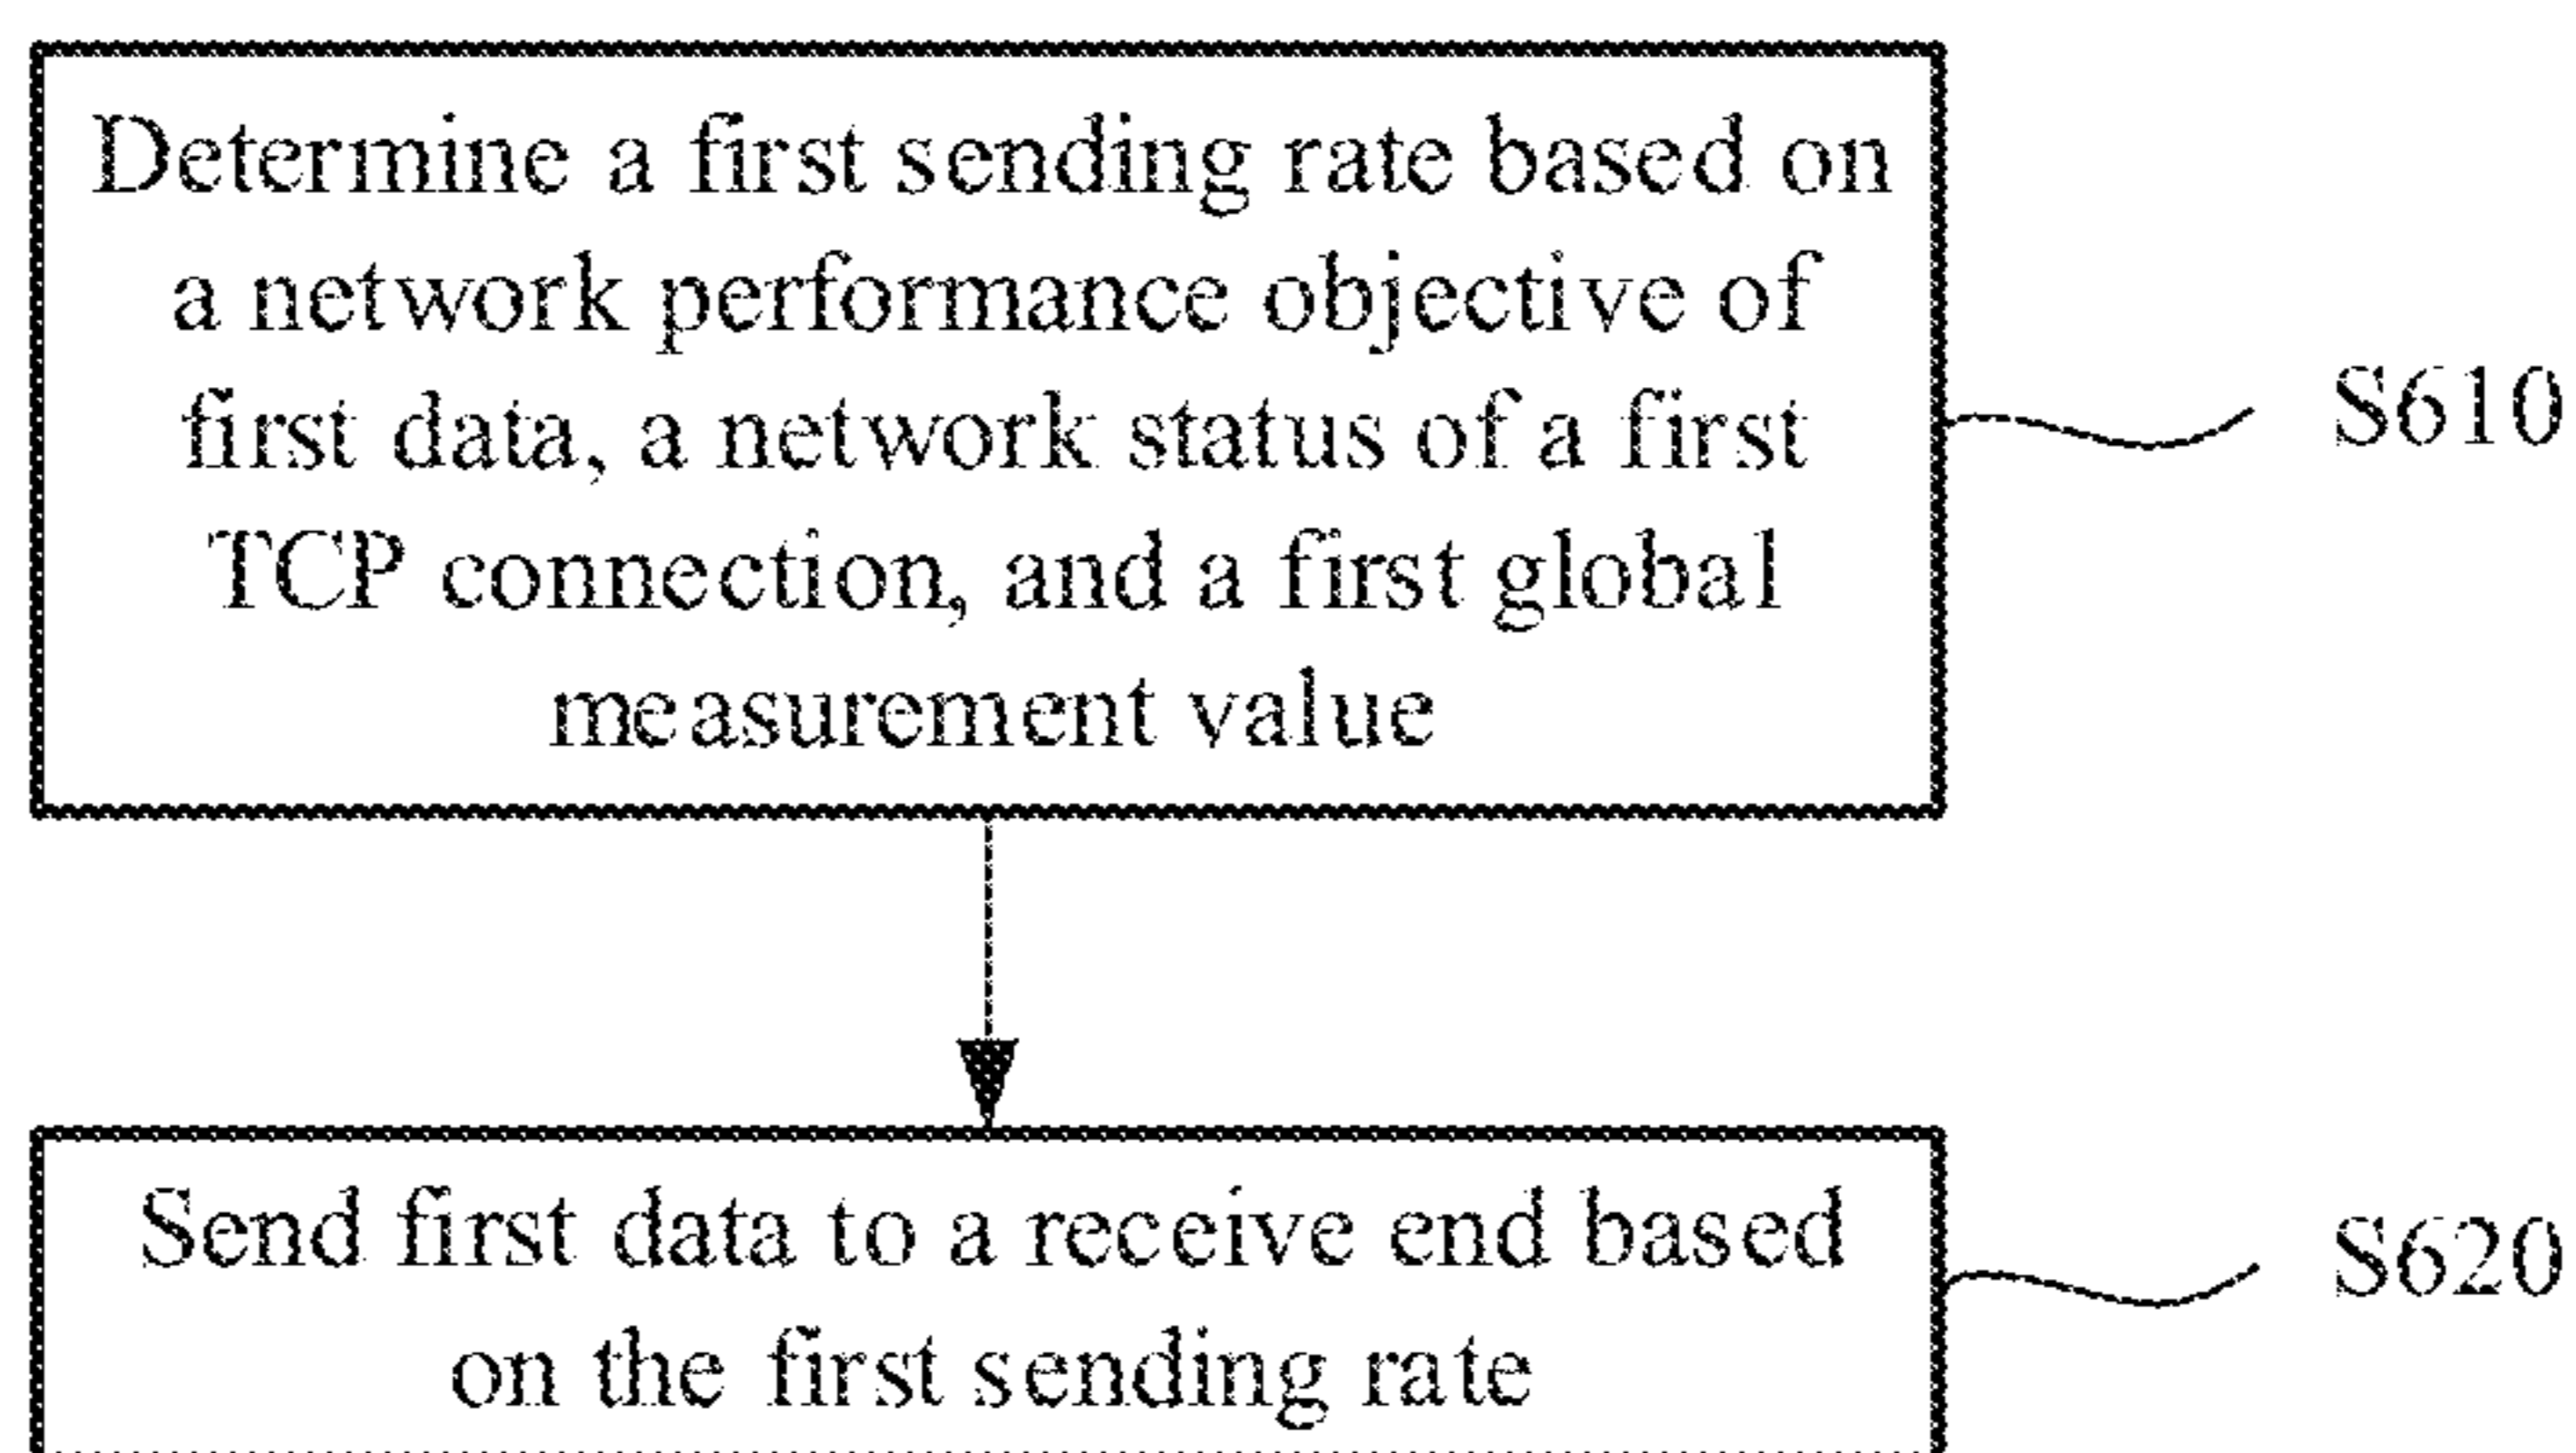 Determine a first sending rate based on
a network performance objective of
first data, a network status of a first
TCP connection, and a first global
measurement value
S610
Send first data to a receive end based
on the first sending rate
S620